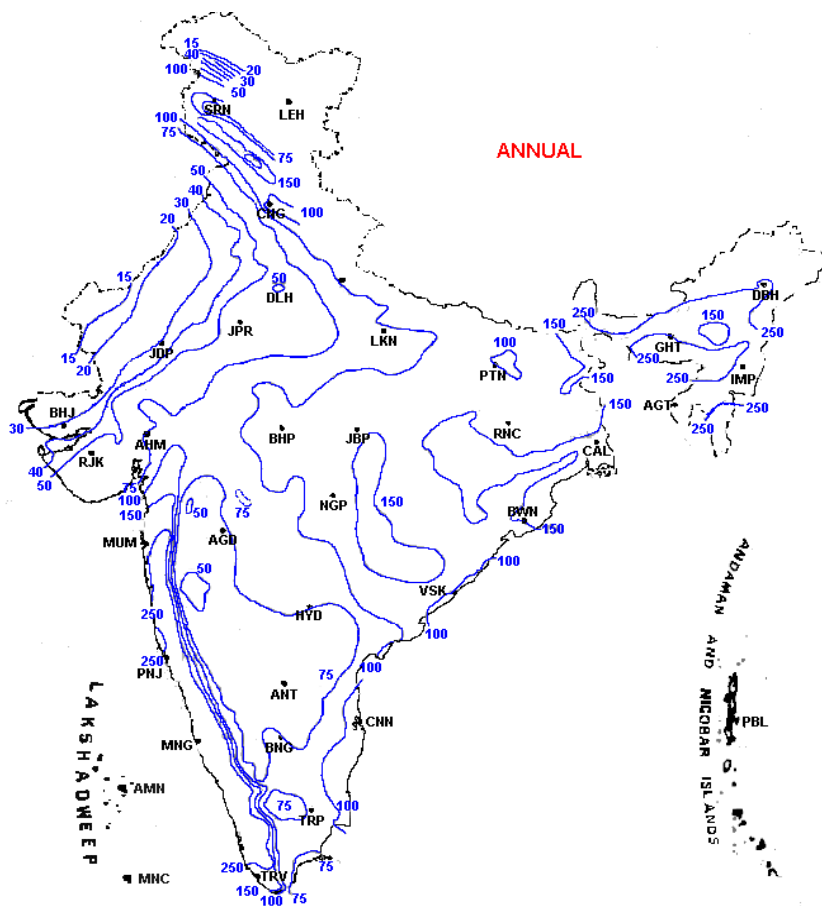 15
40
100
20
30
50
SRN
LEH
100
75
ANNUAL
75
50
150
40
30
CHG
100
20
15
50
DLH
DBH
250
150
150
250
JPR
LKN
15
JDP
100
GHT
250
20
PTN
150
250
IMP
BHJ
150
AGT
250
30
AHM
BHP
JBP
RNC
250
RJK
CAL
40
50
75
100
75
150
NGP
150
50
BWN
150
MUM
AGD
100
50
VSK
250
HYD
100
100
250
PNJ
75
ANT
CNN
MNG
BNG
PBL
AMN
75
TRP
100
250
75
MNC
TRV
150
100
75
LAKSHADWEEP
ANDAMAN AND NICOBAR ISLANDS